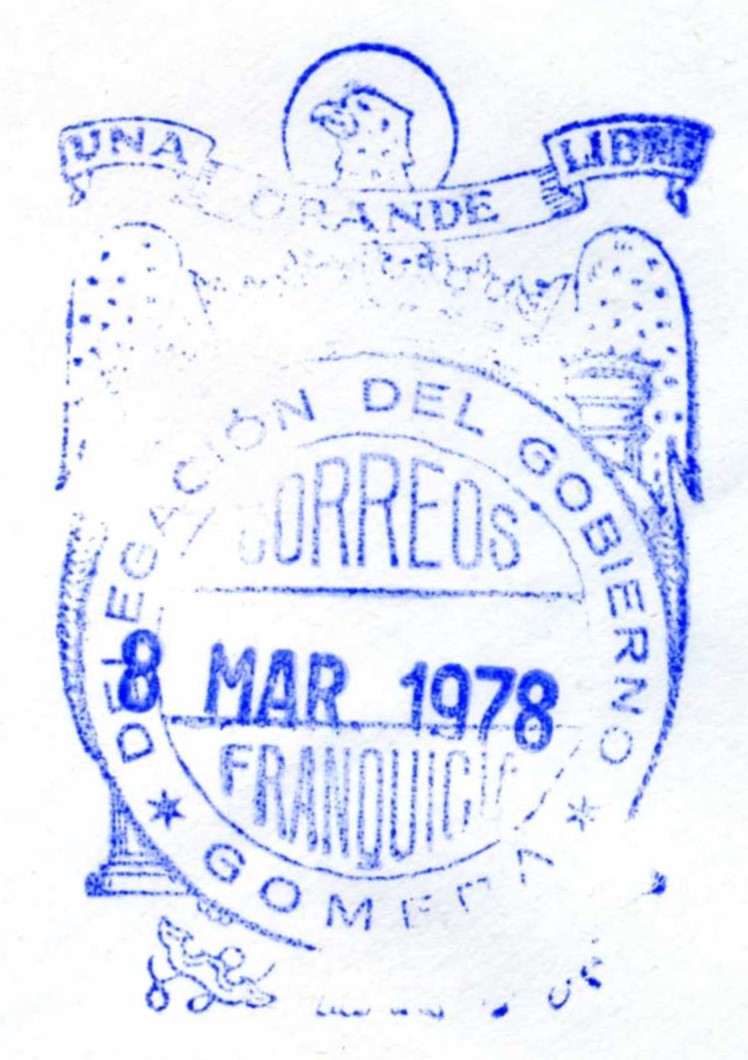 UNA
GRANDE
LIBRE
DELEGACIÓN DEL GOBIERNO
CORREOS
8 MAR 1978
FRANQUICIA
GOMERA